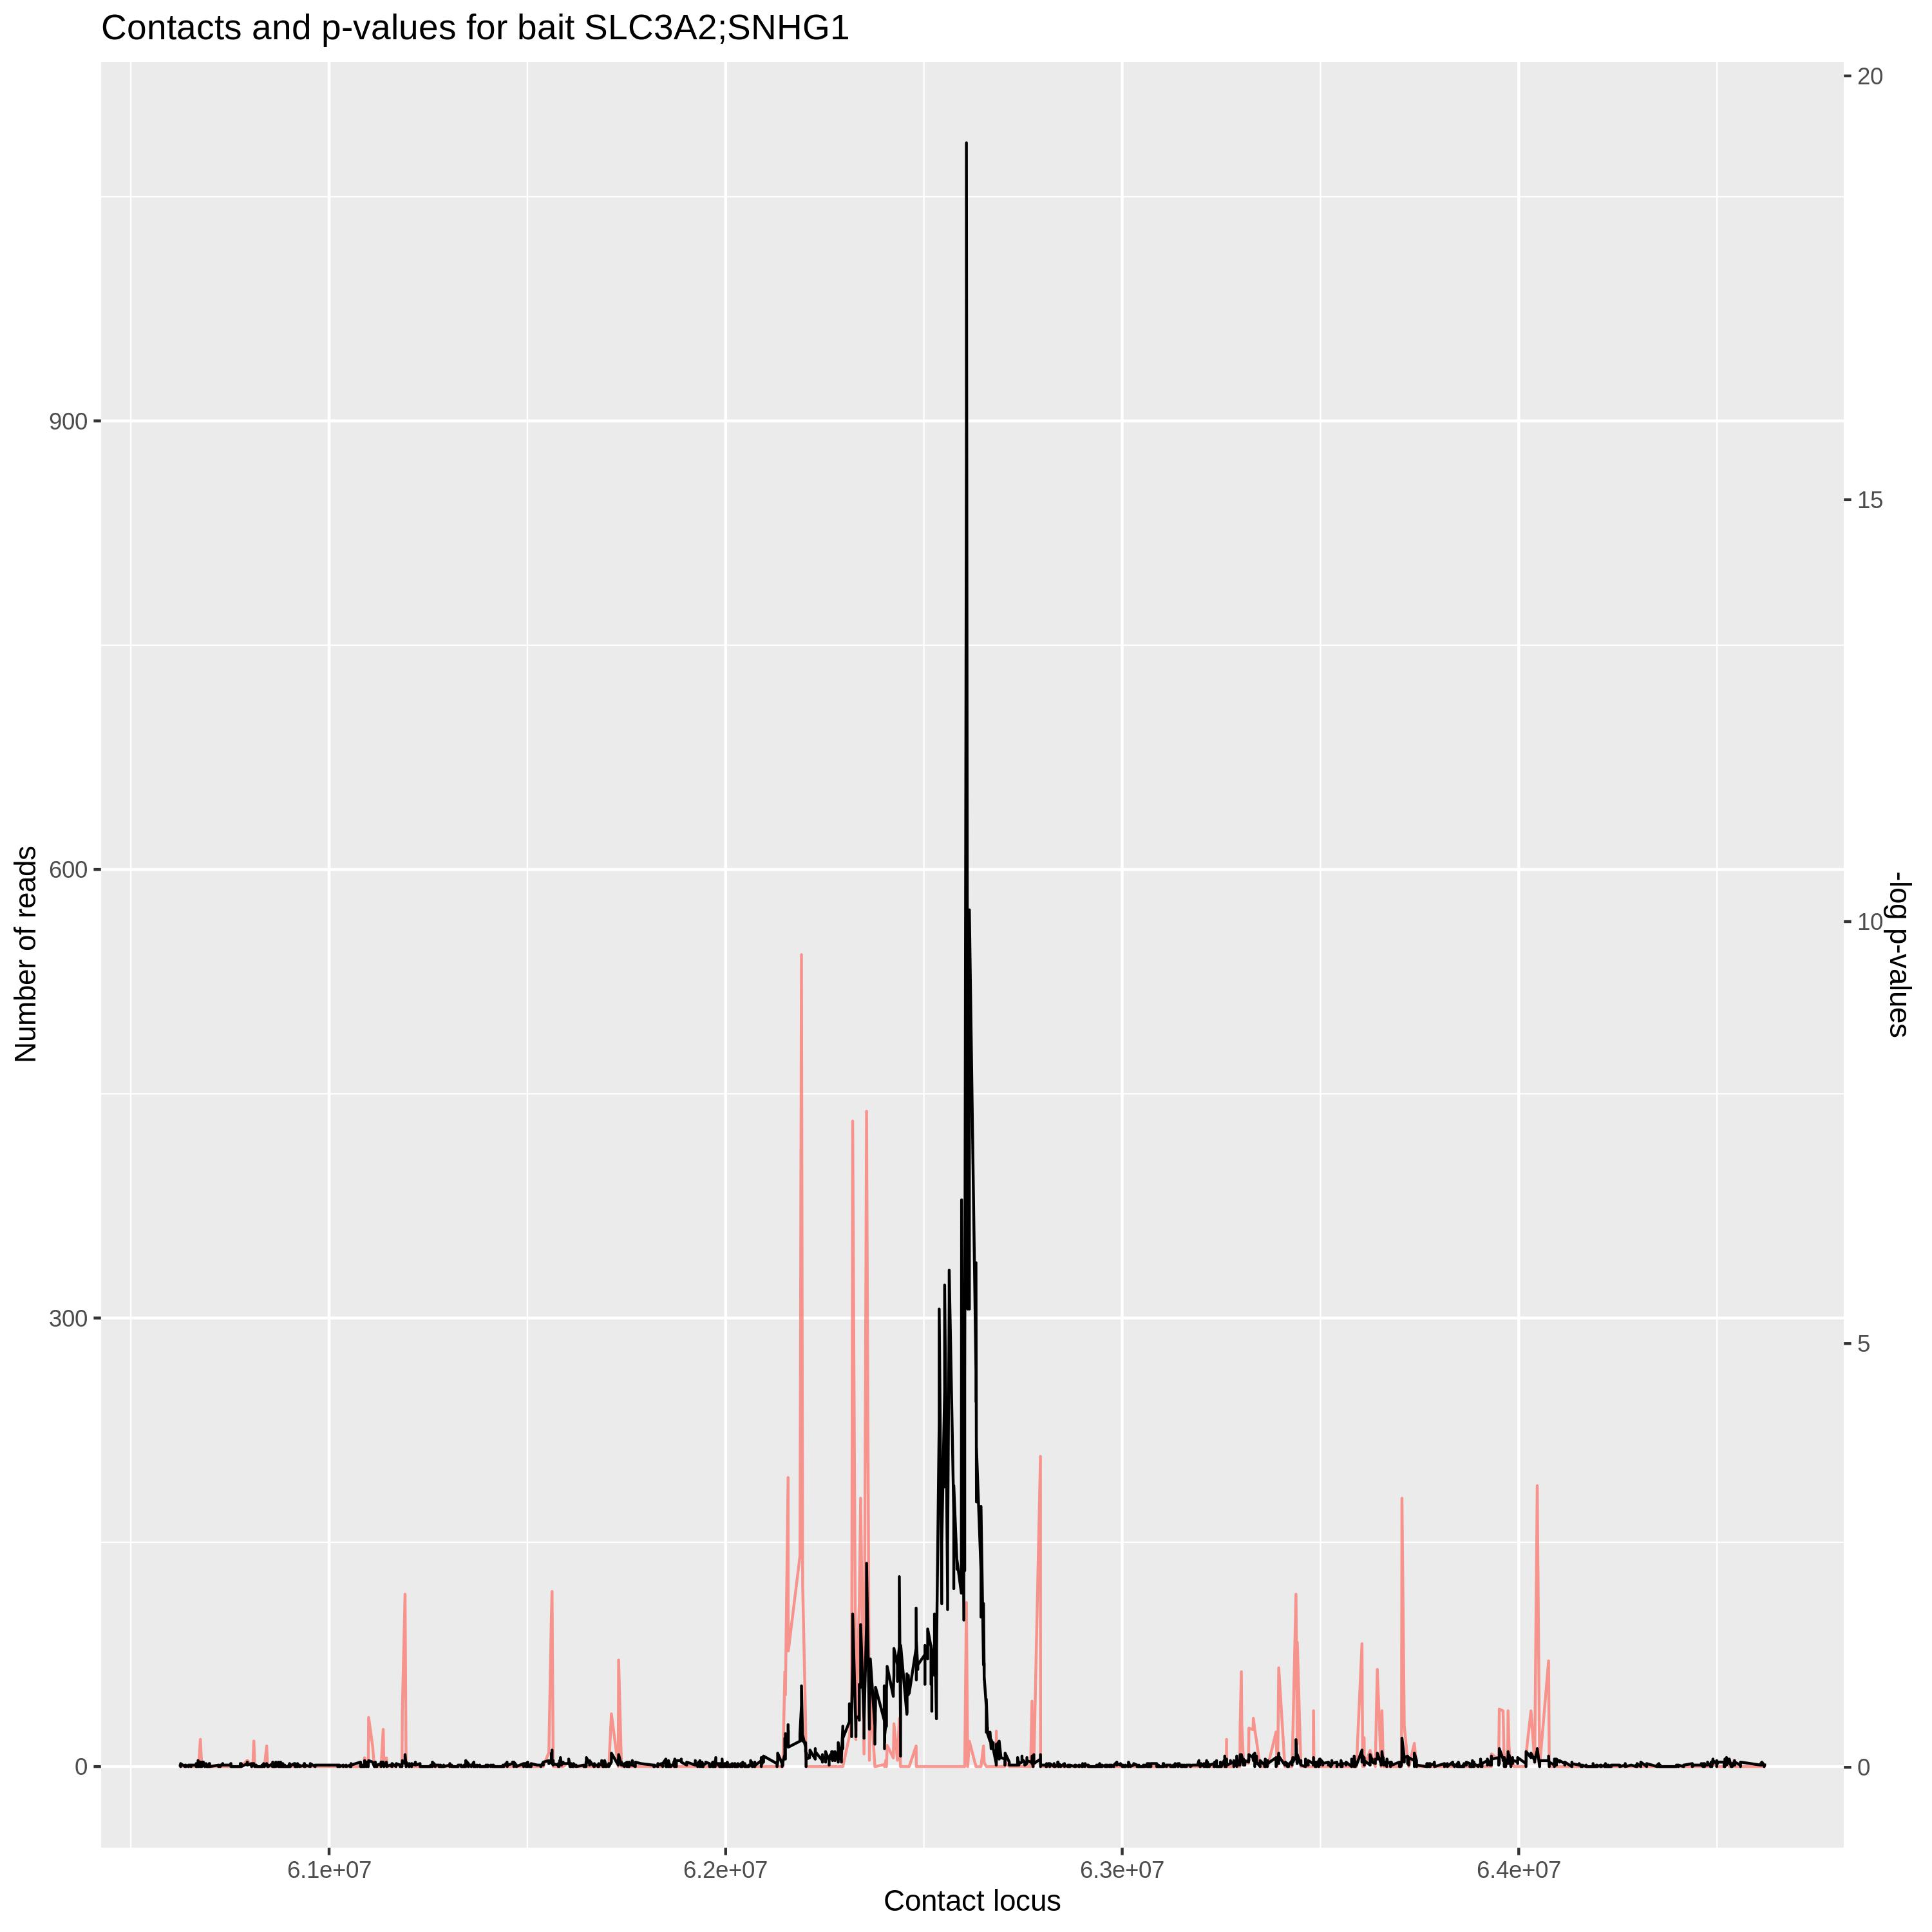 Contacts and p-values for bait SLC3A2;SNHG1
20
900
15
600
10
Number of reads
-log p-values
300
5
0
0
6.1e+07
6.2e+07
6.3e+07
6.4e+07
Contact locus